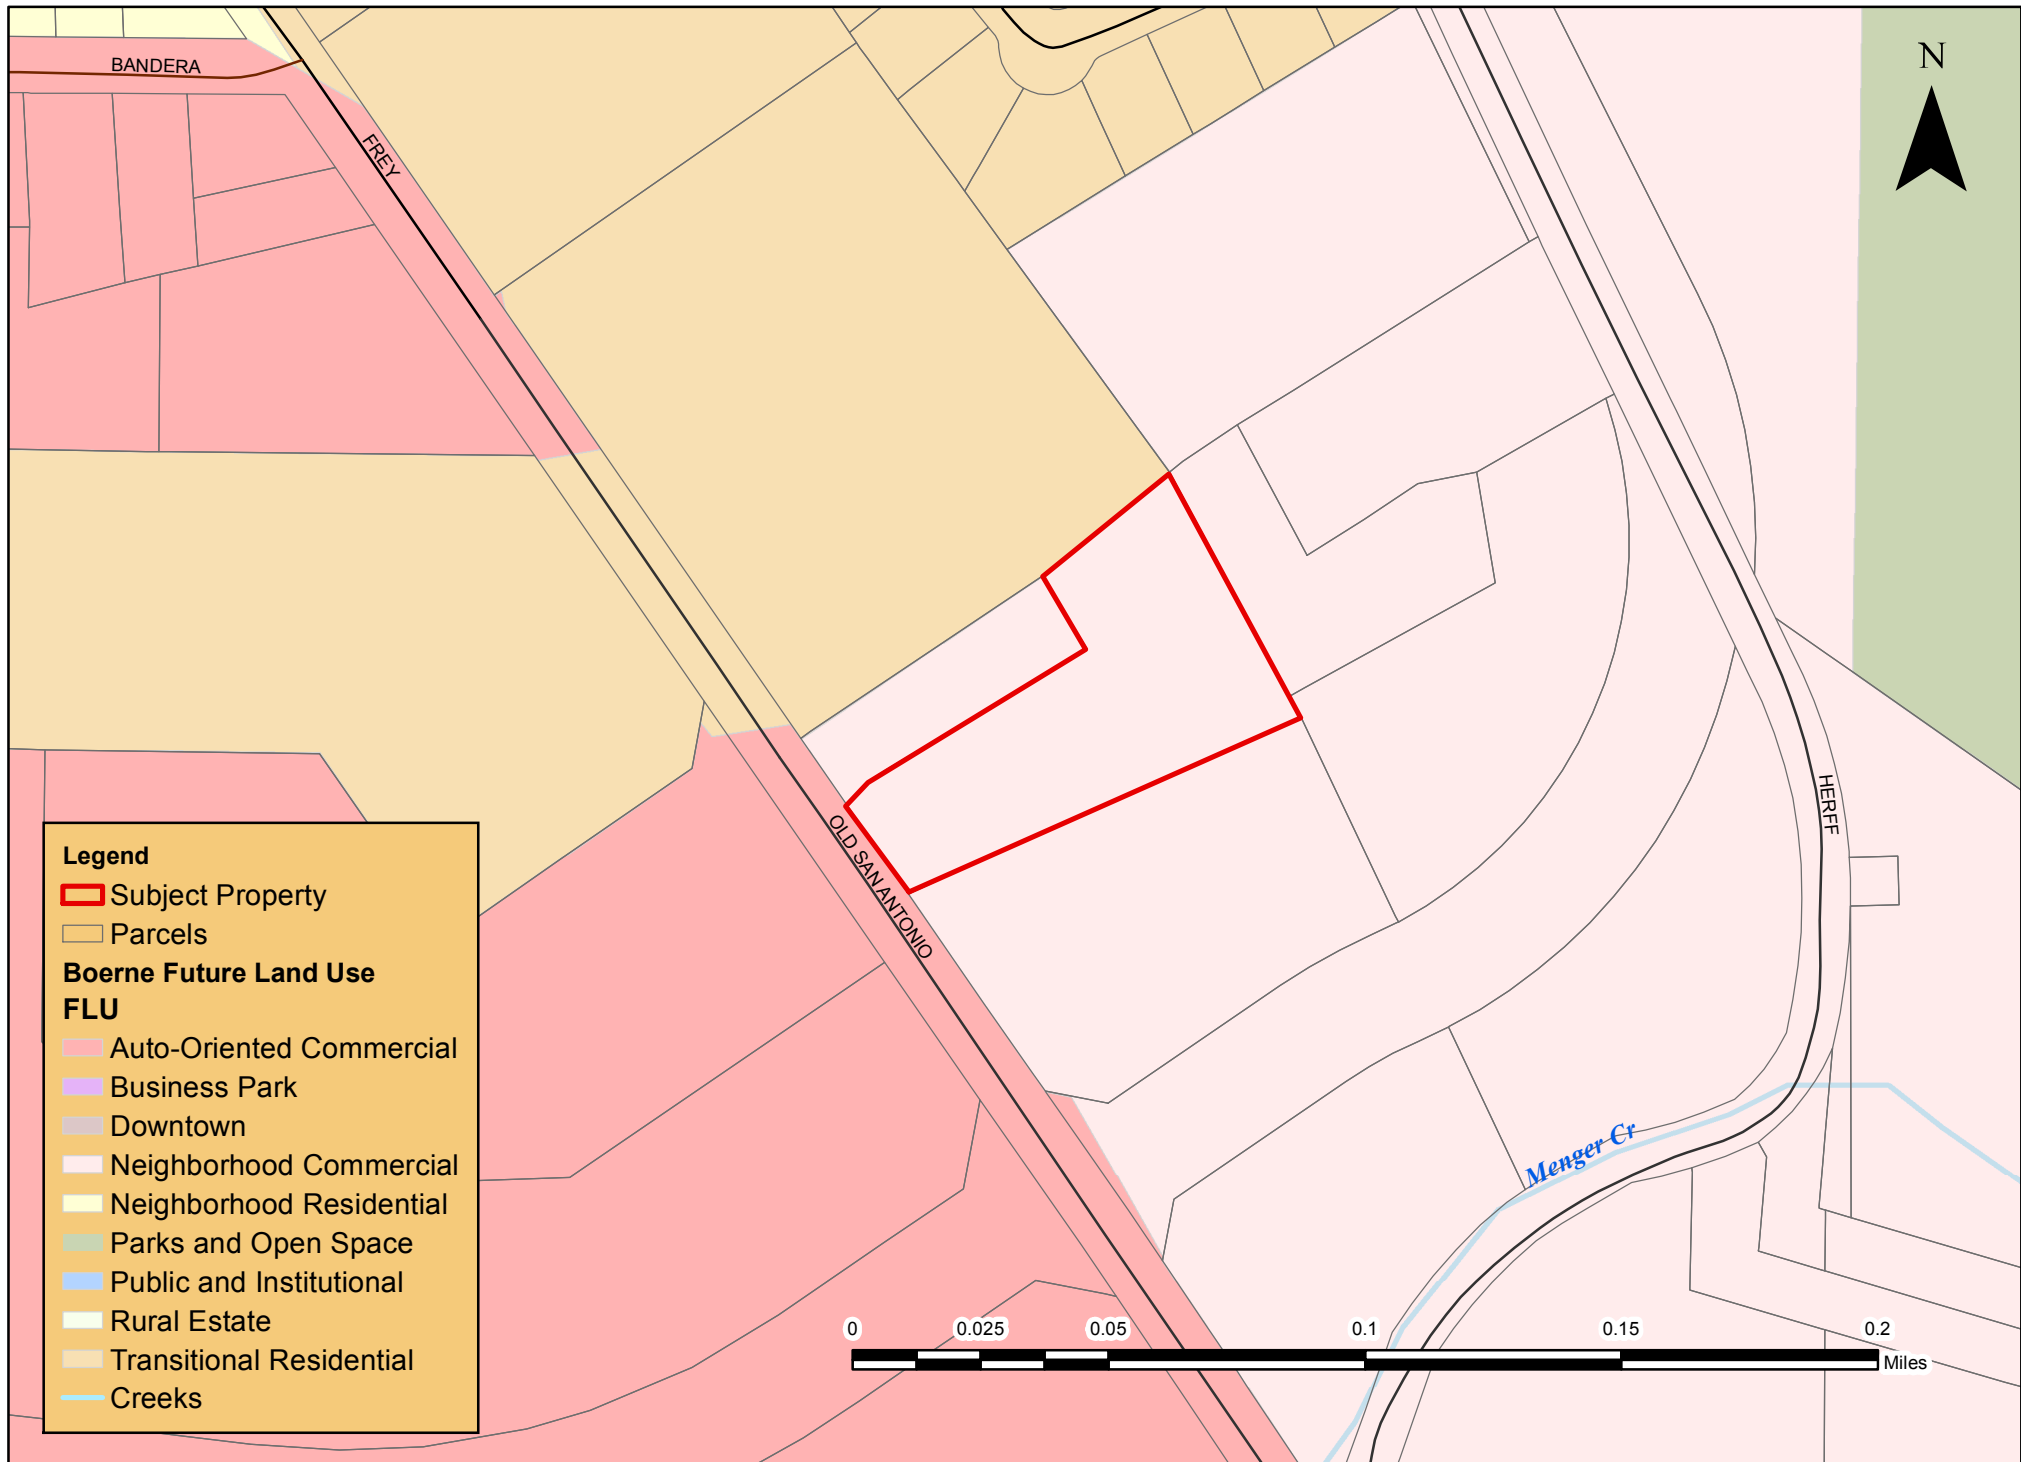 BANDERA
FREY
N
OLD SAN ANTONIO
HERFF
Menger Cr
Legend
Subject Property
Parcels
Boerne Future Land Use
FLU
Auto-Oriented Commercial
Business Park
Downtown
Neighborhood Commercial
Neighborhood Residential
Parks and Open Space
Public and Institutional
Rural Estate
Transitional Residential
Creeks
0 0.025 0.05 0.1 0.15 0.2
Miles